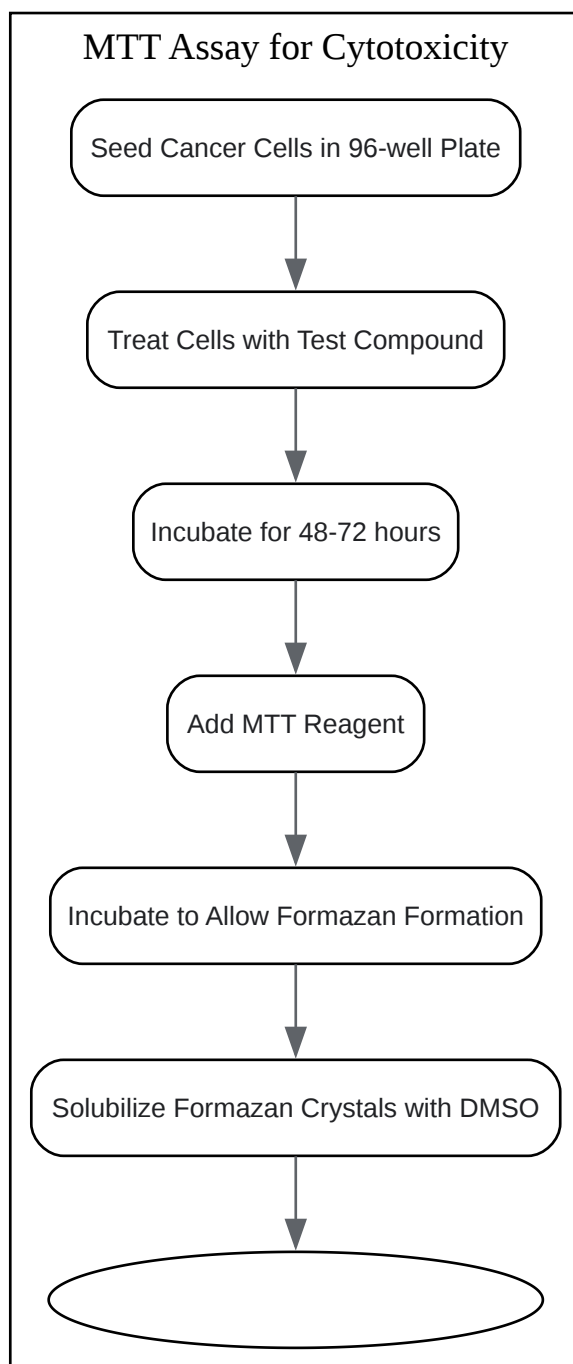 MTT Assay for Cytotoxicity
Seed Cancer Cells in 96-well Plate
Treat Cells with Test Compound
Incubate for 48-72 hours
Add MTT Reagent
Incubate to Allow Formazan Formation
Solubilize Formazan Crystals with DMSO